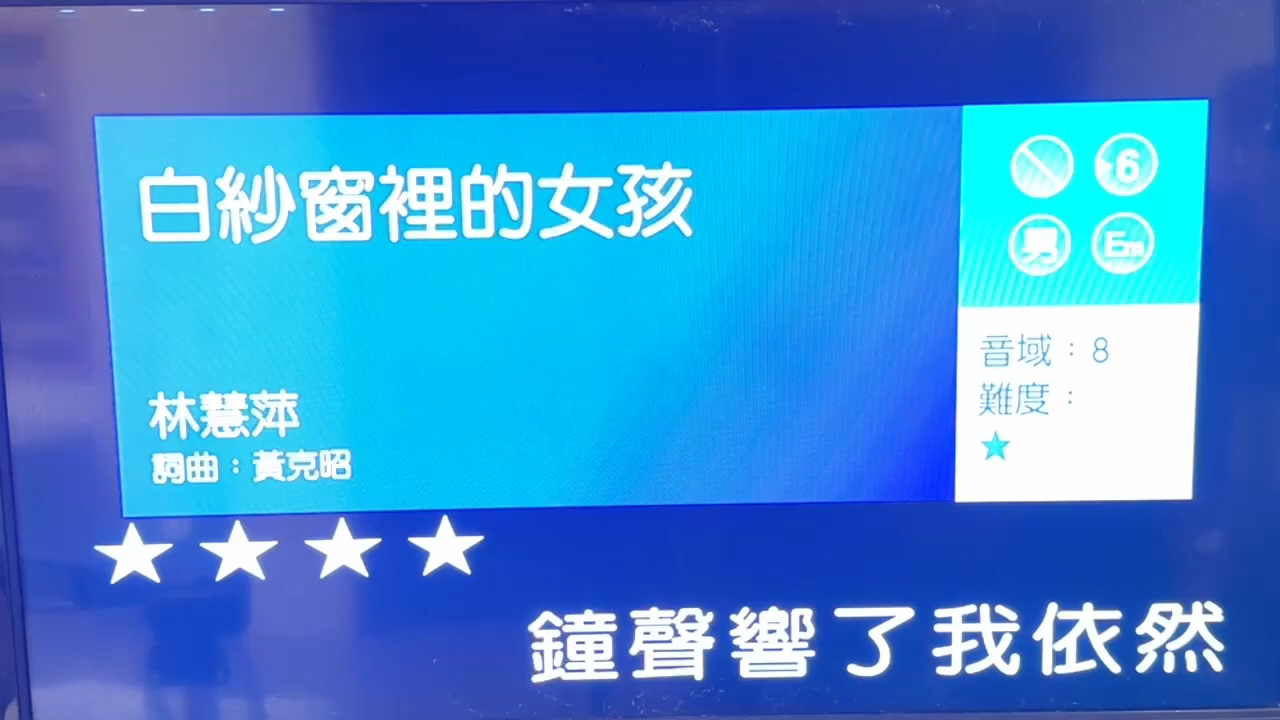 白紗窗裡的女孩
林慧萍
詞曲：黃克昭
6
男
Em
音域：8
難度：
★
★★★★
鐘聲響了我依然